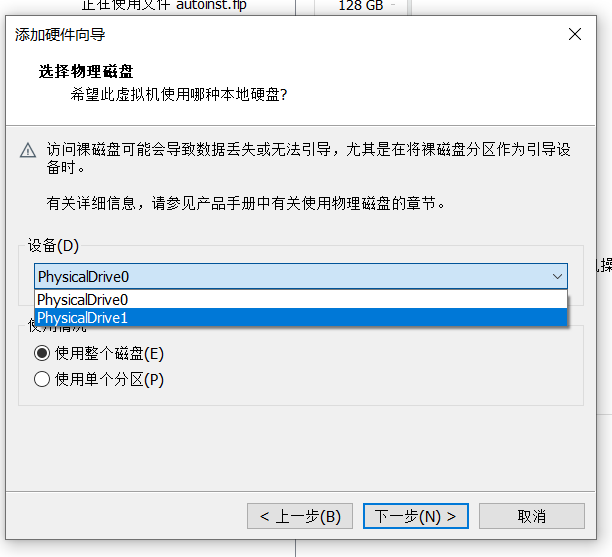 正在使用文件 autoinst.flp
128 GB
添加硬件向导
选择物理磁盘
希望此虚拟机使用哪种本地硬盘?
访问裸磁盘可能会导致数据丢失或无法引导，尤其是在将裸磁盘分区作为引导设
备时。
有关详细信息，请参见产品手册中有关使用物理磁盘的章节。
设备(D)
PhysicalDrive0
PhysicalDrive0
PhysicalDrive1
使用情况
使用整个磁盘(E)
使用单个分区(P)
< 上一步(B)
下一步(N) >
取消